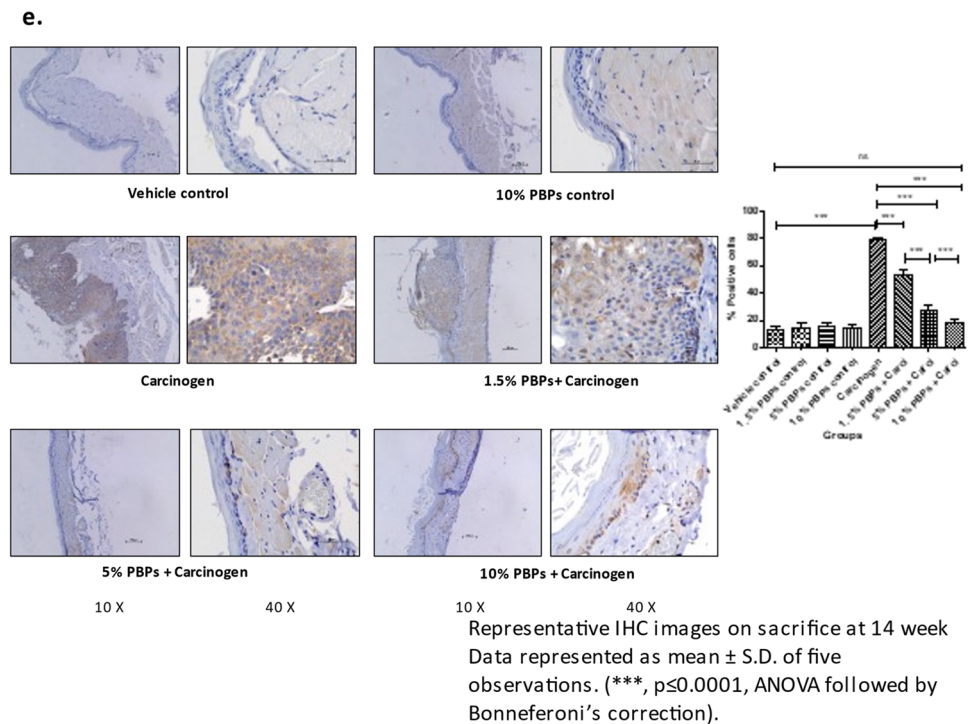 e.
Vehicle control
10% PBPs control
Carcinogen
1.5% PBPs+ Carcinogen
5% PBPs + Carcinogen
10% PBPs + Carcinogen
10 X
40 X
10 X
40 X
ns
***
***
***
***
***
***
% Positive cells
100
80
60
40
20
0
Vehicle control
1.5% PBPs control
5% PBPs control
10% PBPs control
Carcinogen
1.5% PBPs + Carci
5% PBPs + Carci
10% PBPs + Carci
Groups
Representative IHC images on sacrifice at 14 week
Data represented as mean ± S.D. of five
observations. (***, p≤0.0001, ANOVA followed by
Bonneferoni’s correction).